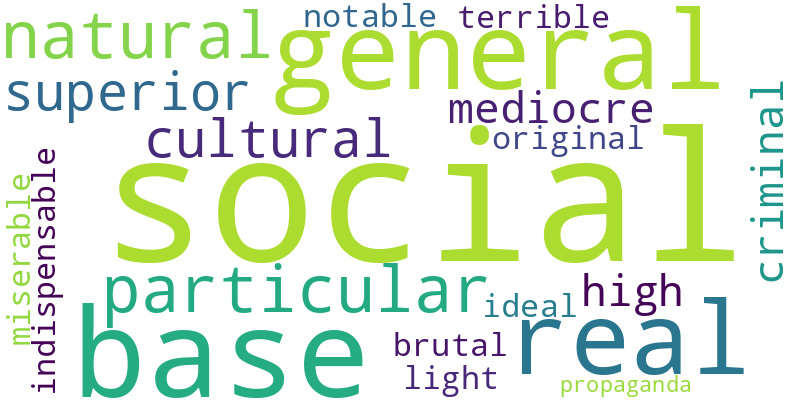 notable
terrible
natural
general
superior
mediocre
cultural
original
social
criminal
miserable
indispensable
particular
high
ideal
base
real
brutal
light
propaganda